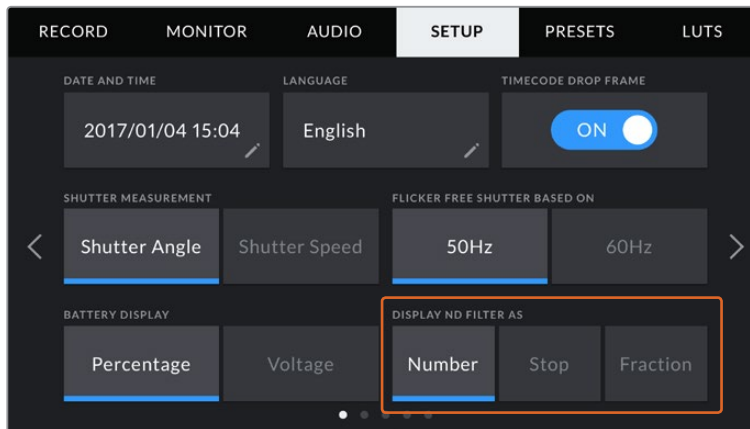 RECORD MONITOR AUDIO SETUP PRESETS LUTS
DATE AND TIME LANGUAGE TIMECODE DROP FRAME
2017/01/04 15:04 English ON
SHUTTER MEASUREMENT FLICKER FREE SHUTTER BASED ON
Shutter Angle Shutter Speed 50Hz 60Hz
BATTERY DISPLAY DISPLAY ND FILTER AS
Percentage Voltage Number Stop Fraction